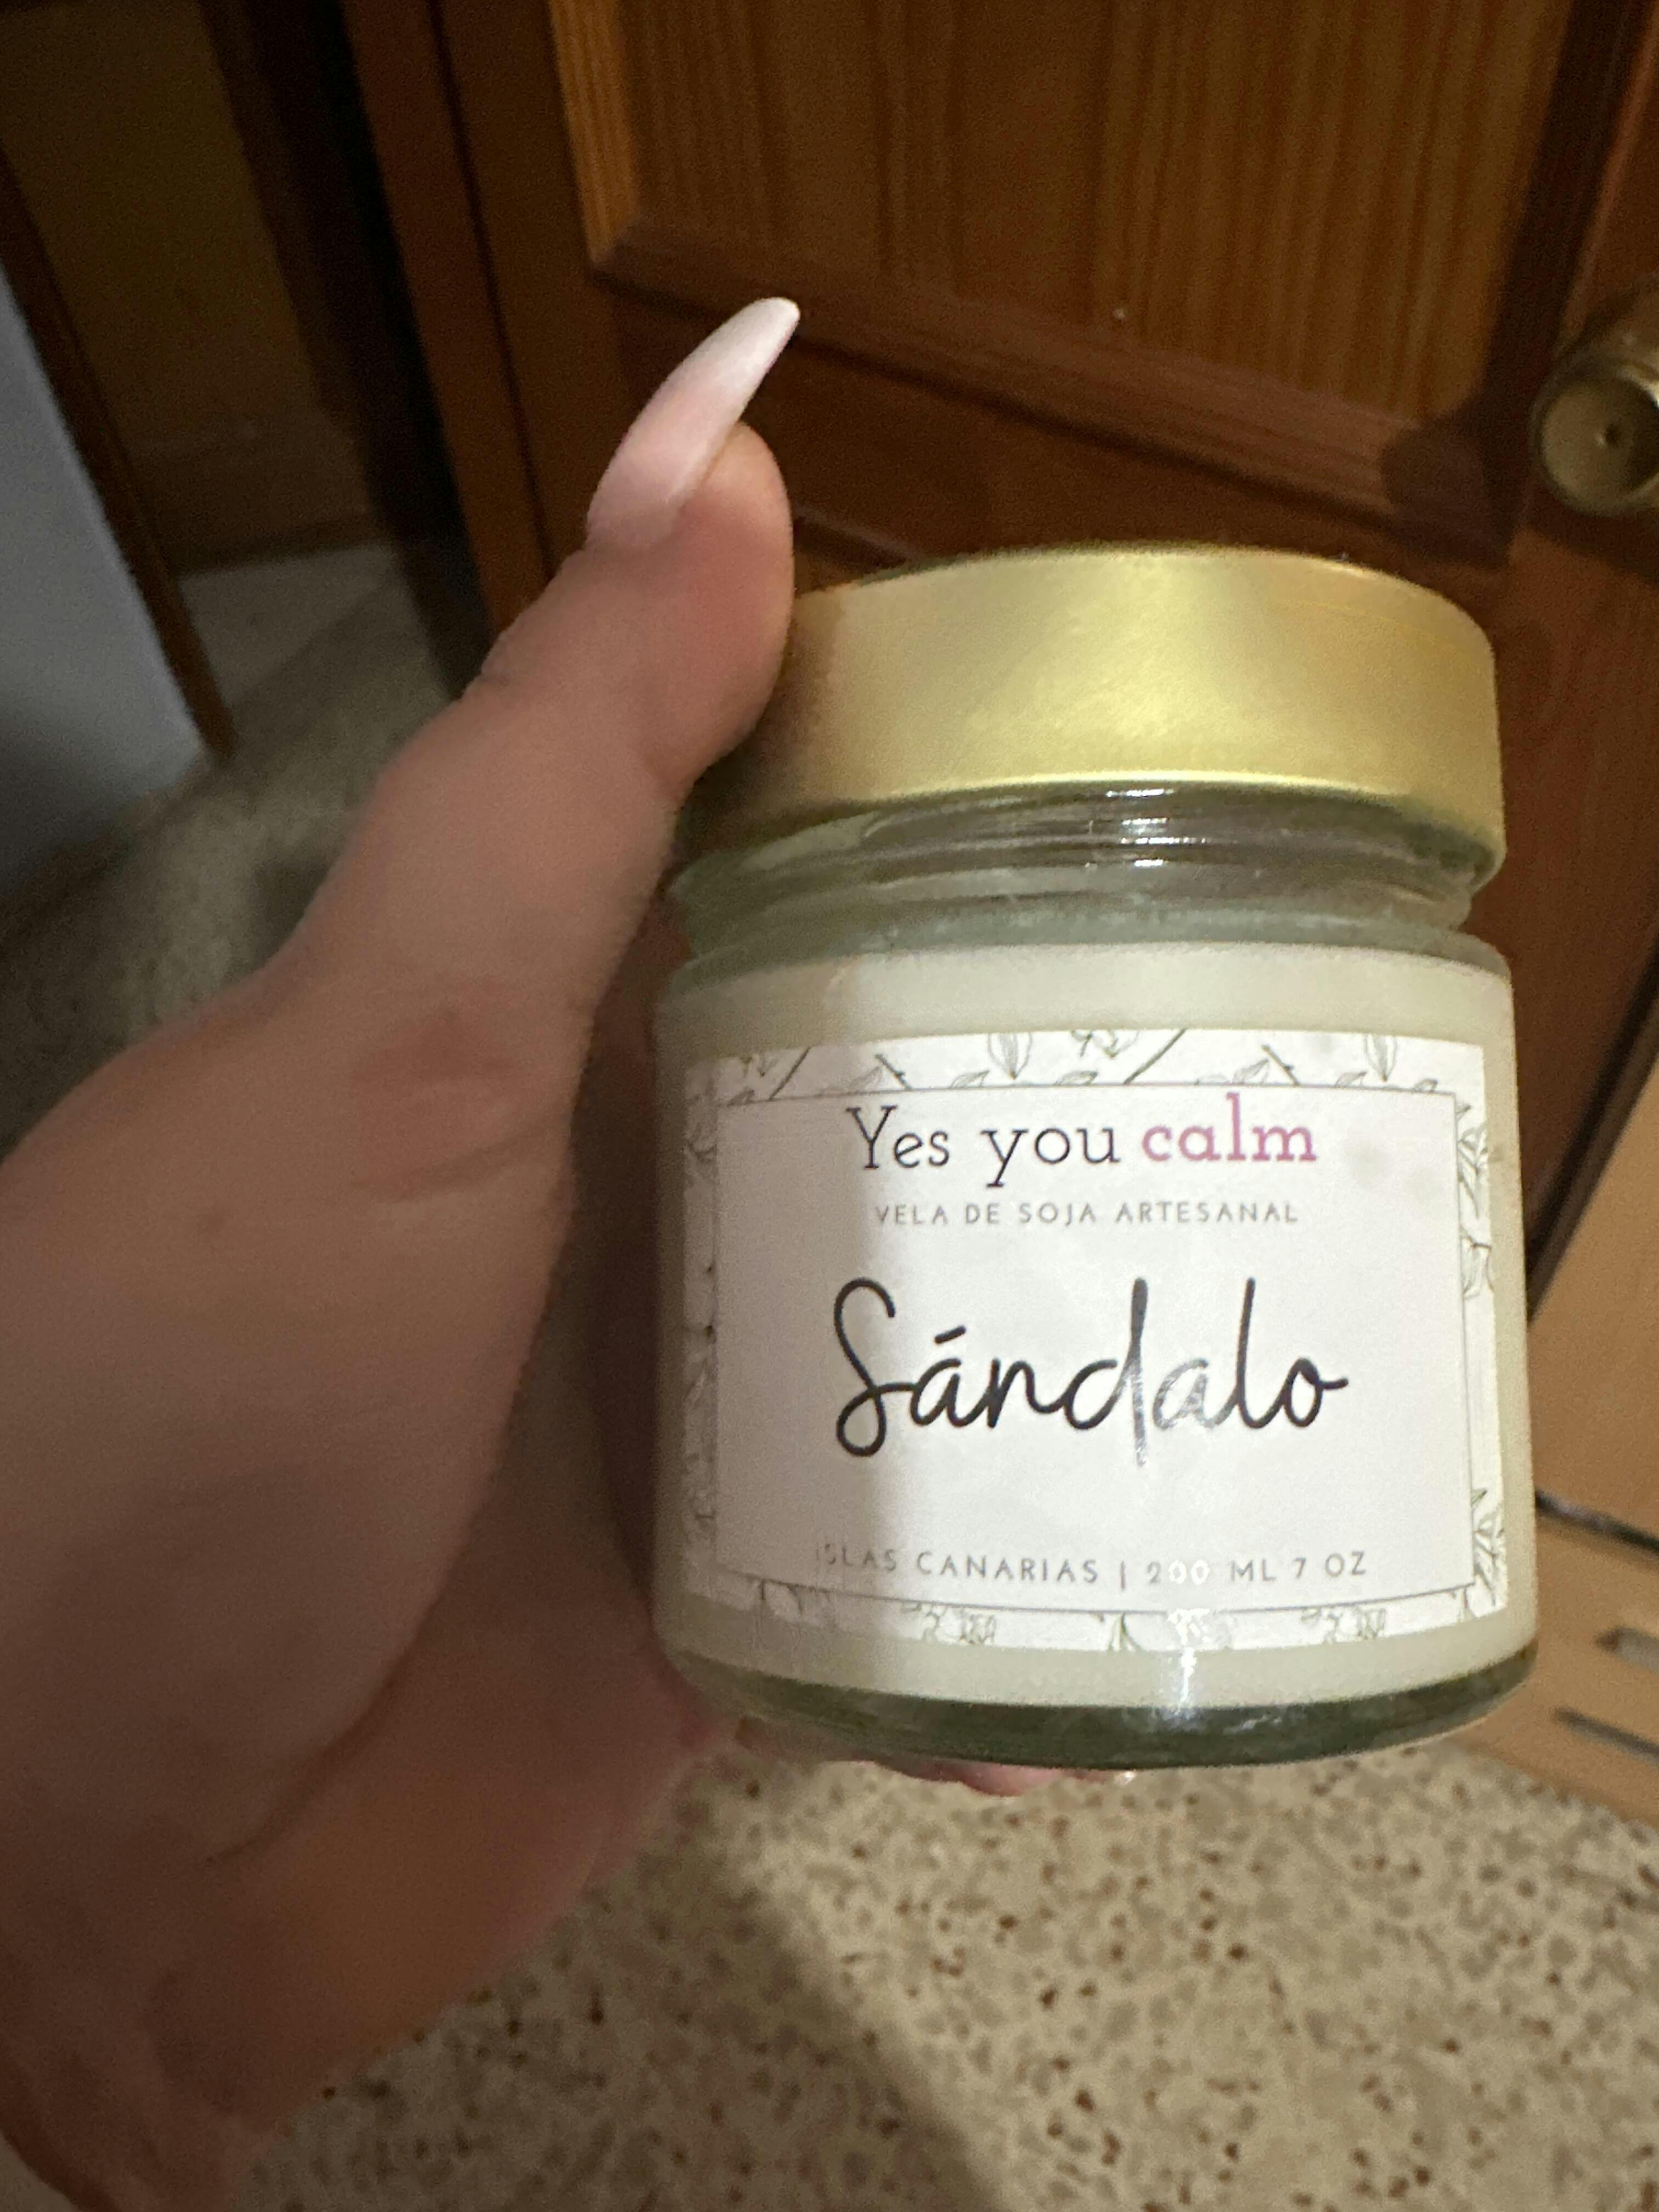 Yes you calm
VELA DE SOJA ARTESANAL
Sándalo
ISLAS CANARIAS | 200 ML 7 OZ